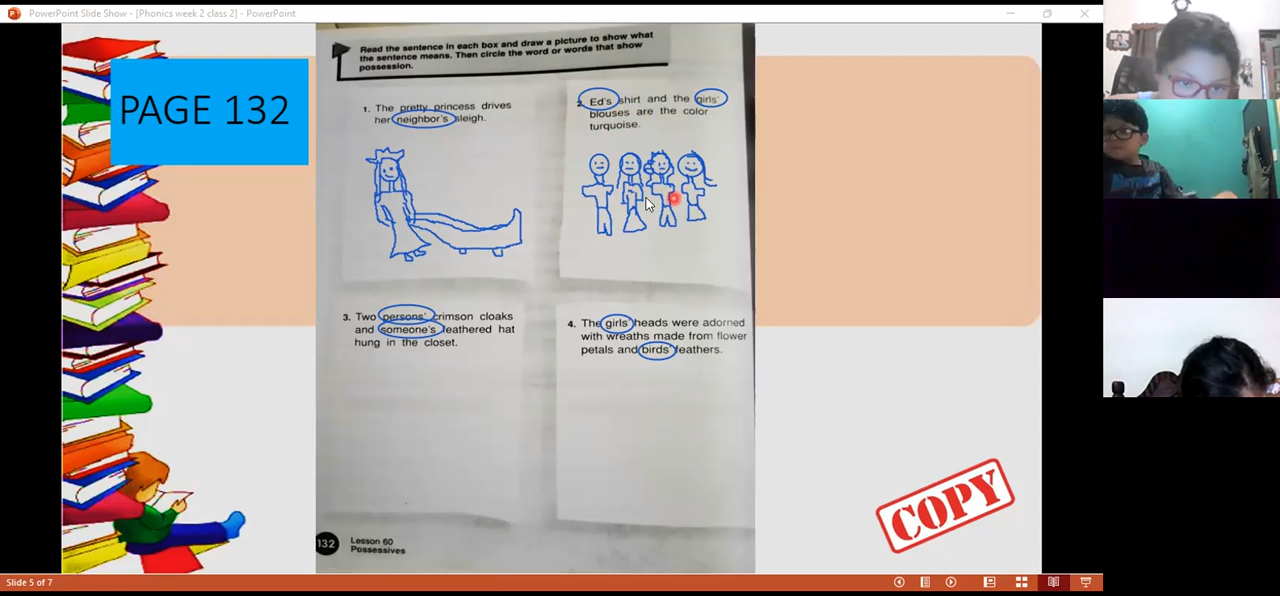 PowerPoint Slide Show - [Phonics week 2 class 2] - PowerPoint
PAGE 132
Read the sentence in each box and draw a picture to show what
the sentence means. Then circle the word or words that show
possession.
1. The pretty princess drives
her neighbor's sleigh.
2. Ed's shirt and the girls'
blouses are the color
turquoise.
3. Two persons' crimson cloaks
and someone's feathered hat
hung in the closet.
4. The girls' heads were adorned
with wreaths made from flower
petals and birds' feathers.
COPY
132 Lesson 60
Possessives
Slide 5 of 7